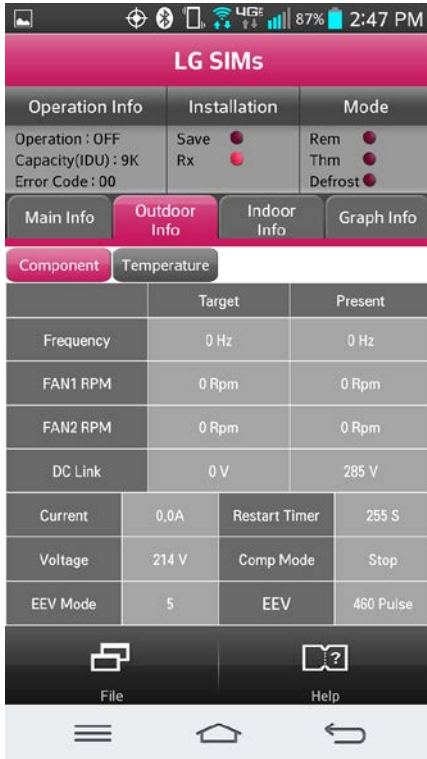 4G 87% 2:47 PM
LG SIMs
Operation Info Installation Mode
Operation : OFF Save Rem
Capacity(IDU) : 9K Rx Thm
Error Code : 00 Defrost
Main Info Outdoor Info Indoor Info Graph Info
Component Temperature
Target Present
Frequency 0 Hz 0 Hz
FAN1 RPM 0 Rpm 0 Rpm
FAN2 RPM 0 Rpm 0 Rpm
DC Link 0 V 285 V
Current 0,0A Restart Timer 255 S
Voltage 214 V Comp Mode Stop
EEV Mode 5 EEV 460 Pulse
?
File Help